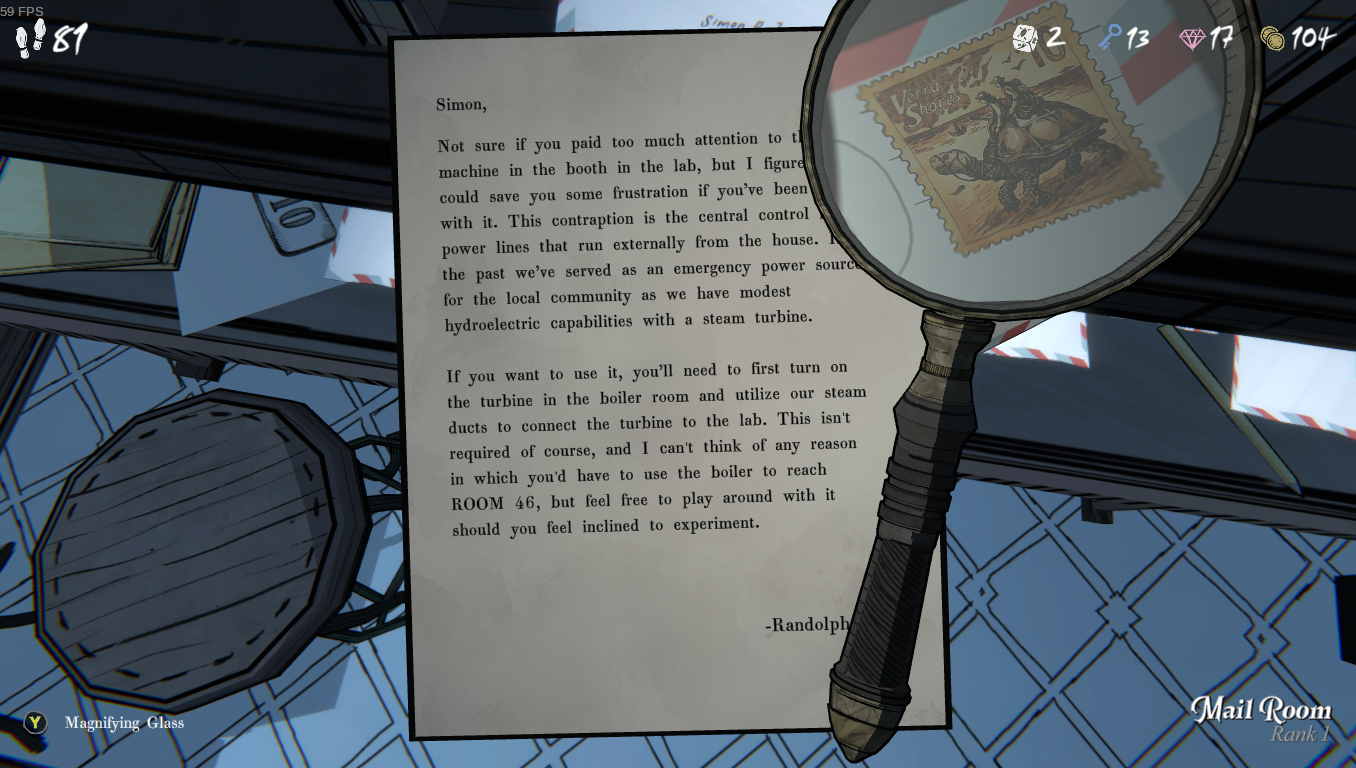 59 FPS
81
2
13
17
104
Simon
10
Verra
Shores
10
Simon,
Not sure if you paid too much attention to
machine in the booth in the lab, but I figure
could save you some frustration if you've been
with it. This contraption is the central control
power lines that run externally from the house.
the past we've served as an emergency power source
for the local community as we have modest
hydroelectric capabilities with a steam turbine.
If you want to use it, you'll need to first turn on
the turbine in the boiler room and utilize our steam
ducts to connect the turbine to the lab. This isn't
required of course, and I can't think of any reason
in which you'd have to use the boiler to reach
ROOM 46, but feel free to play around with it
should you feel inclined to experiment.
-Randolph
Y Magnifying Glass
Mail Room
Rank 1